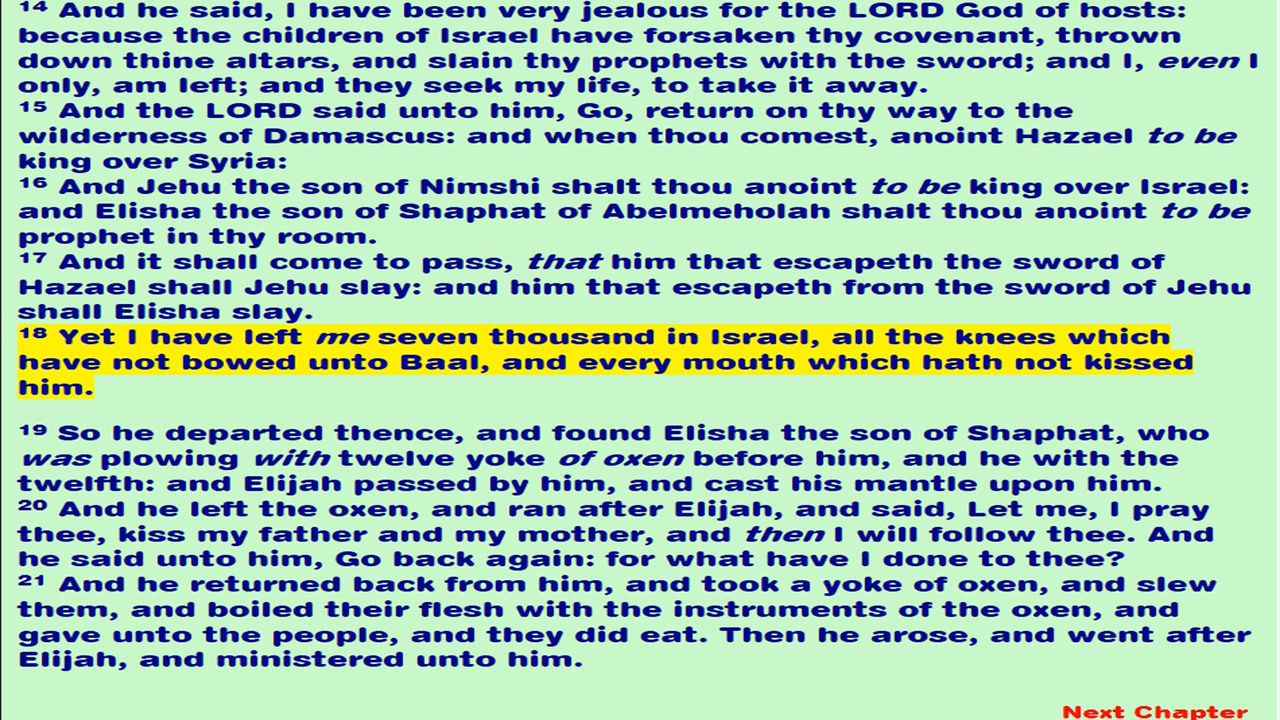 14 And he said, I have been very jealous for the LORD God of hosts:
because the children of Israel have forsaken thy covenant, thrown
down thine altars, and slain thy prophets with the sword; and I, even I
only, am left; and they seek my life, to take it away.
15 And the LORD said unto him, Go, return on thy way to the
wilderness of Damascus: and when thou comest, anoint Hazael to be
king over Syria:
16 And Jehu the son of Nimshi shalt thou anoint to be king over Israel:
and Elisha the son of Shaphat of Abelmeholah shalt thou anoint to be
prophet in thy room.
17 And it shall come to pass, that him that escapeth the sword of
Hazael shall Jehu slay: and him that escapeth from the sword of Jehu
shall Elisha slay.
18 Yet I have left me seven thousand in Israel, all the knees which
have not bowed unto Baal, and every mouth which hath not kissed
him.
19 So he departed thence, and found Elisha the son of Shaphat, who
was plowing with twelve yoke of oxen before him, and he with the
twelfth: and Elijah passed by him, and cast his mantle upon him.
20 And he left the oxen, and ran after Elijah, and said, Let me, I pray
thee, kiss my father and my mother, and then I will follow thee. And
he said unto him, Go back again: for what have I done to thee?
21 And he returned back from him, and took a yoke of oxen, and slew
them, and boiled their flesh with the instruments of the oxen, and
gave unto the people, and they did eat. Then he arose, and went after
Elijah, and ministered unto him.
Next Chapter